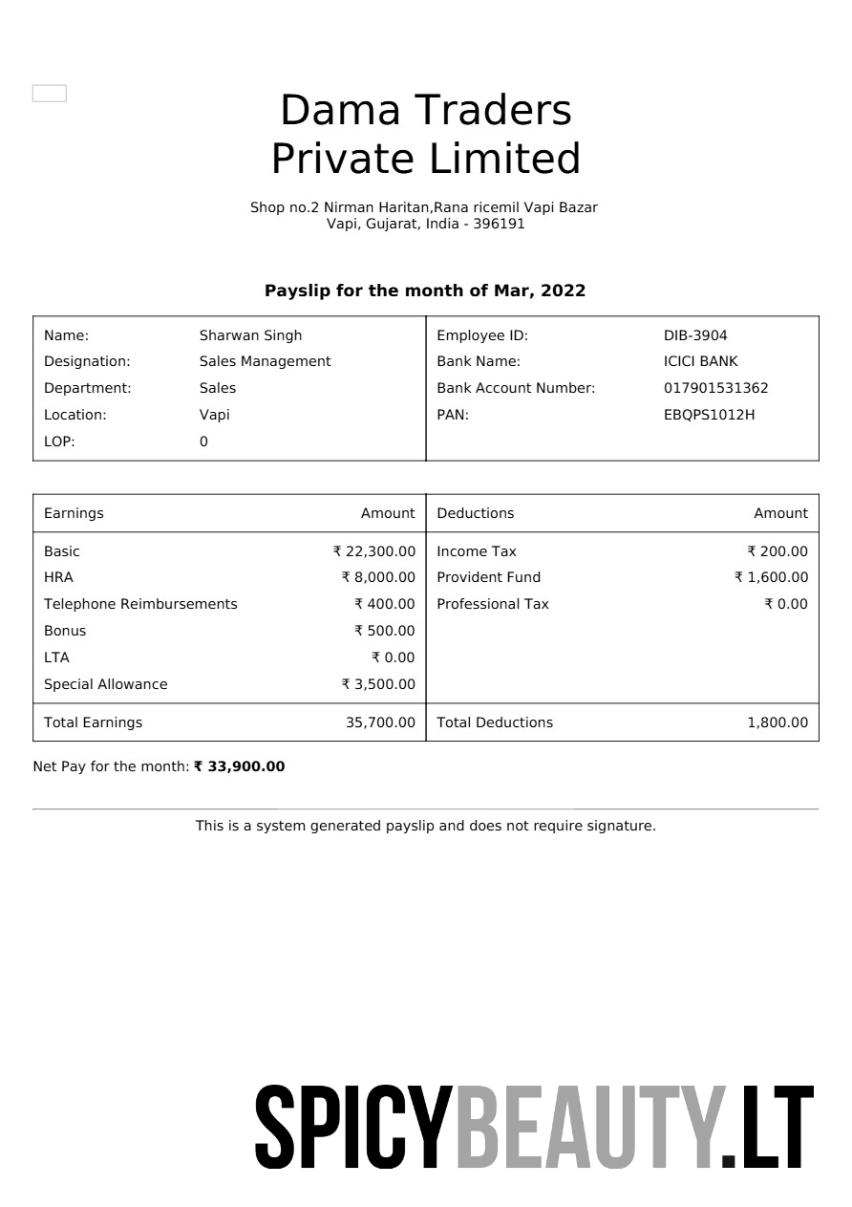 Dama Traders
Private Limited
Shop no.2 Nirman Haritan,Rana ricemil Vapi Bazar
Vapi, Gujarat, India - 396191
Payslip for the month of Mar, 2022
Name: Sharwan Singh Employee ID: DIB-3904
Designation: Sales Management Bank Name: ICICI BANK
Department: Sales Bank Account Number: 017901531362
Location: Vapi PAN: EBQPS1012H
LOP: 0
Earnings Amount Deductions Amount
Basic ₹ 22,300.00 Income Tax ₹ 200.00
HRA ₹ 8,000.00 Provident Fund ₹ 1,600.00
Telephone Reimbursements ₹ 400.00 Professional Tax ₹ 0.00
Bonus ₹ 500.00
LTA ₹ 0.00
Special Allowance ₹ 3,500.00
Total Earnings 35,700.00 Total Deductions 1,800.00
Net Pay for the month: ₹ 33,900.00
This is a system generated payslip and does not require signature.
SPICYBEAUTY.LT